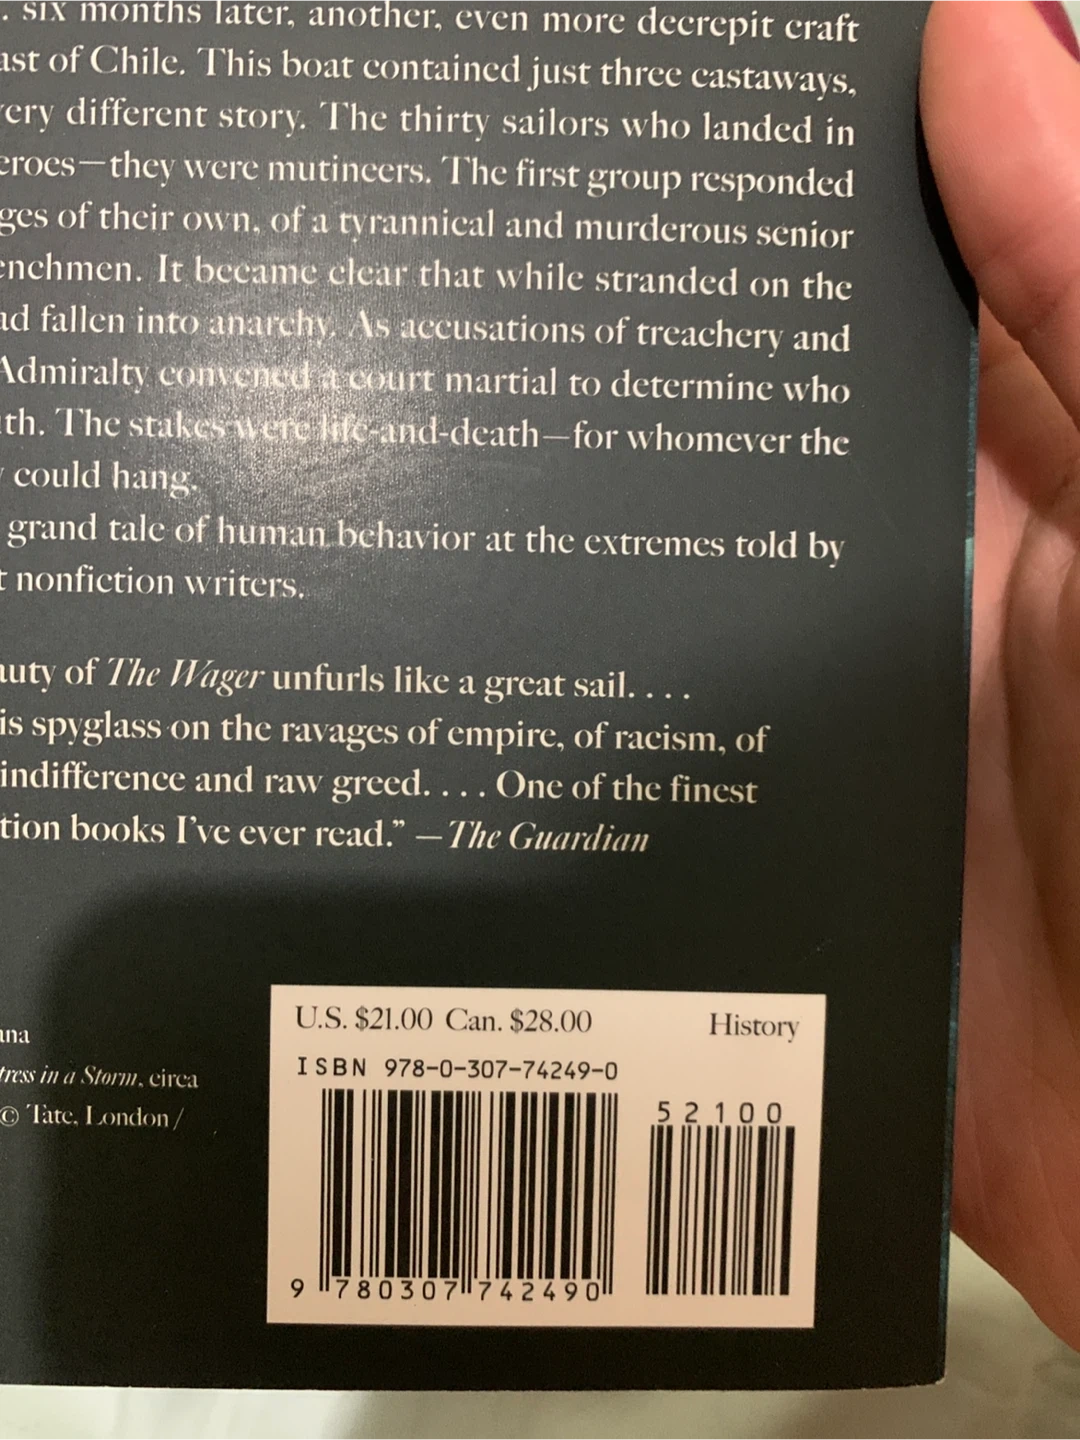 . six months later, another, even more decrepit craft
ast of Chile. This boat contained just three castaways,
ery different story. The thirty sailors who landed in
eroes—they were mutineers. The first group responded
ges of their own, of a tyrannical and murderous senior
enchmen. It became clear that while stranded on the
ad fallen into anarchy. As accusations of treachery and
Admiralty convened a court martial to determine who
th. The stakes were life-and-death—for whomever the
could hang.
grand tale of human behavior at the extremes told by
t nonfiction writers.
auty of The Wager unfurls like a great sail. . . .
is spyglass on the ravages of empire, of racism, of
indifference and raw greed. . . . One of the finest
tion books I've ever read.” —The Guardian
ana
tress in a Storm, circa
© Tate, London /
U.S. $21.00 Can. $28.00 History
ISBN 978-0-307-74249-0
52100
9 780307 742490